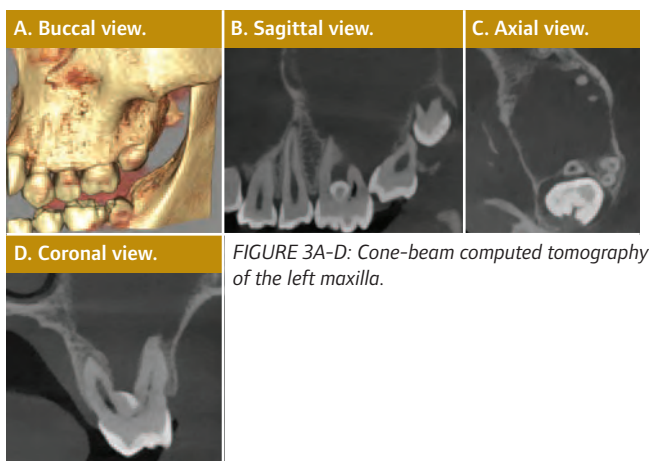 A. Buccal view.
B. Sagittal view.
C. Axial view.
D. Coronal view.
FIGURE 3A-D: Cone-beam computed tomography
of the left maxilla.